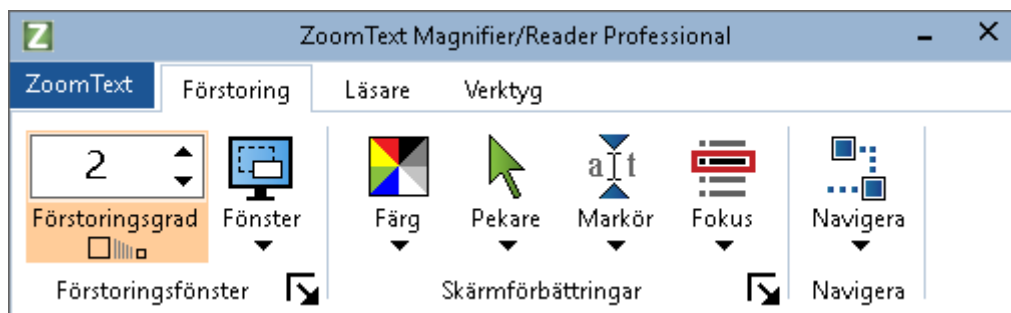 Z ZoomText Magnifier/Reader Professional
ZoomText Förstoring Läsare Verktyg
2
Förstoringsgrad Fönster Färg Pekare Markör Fokus Navigera
Förstoringsfönster Skärmförbättringar Navigera
a t